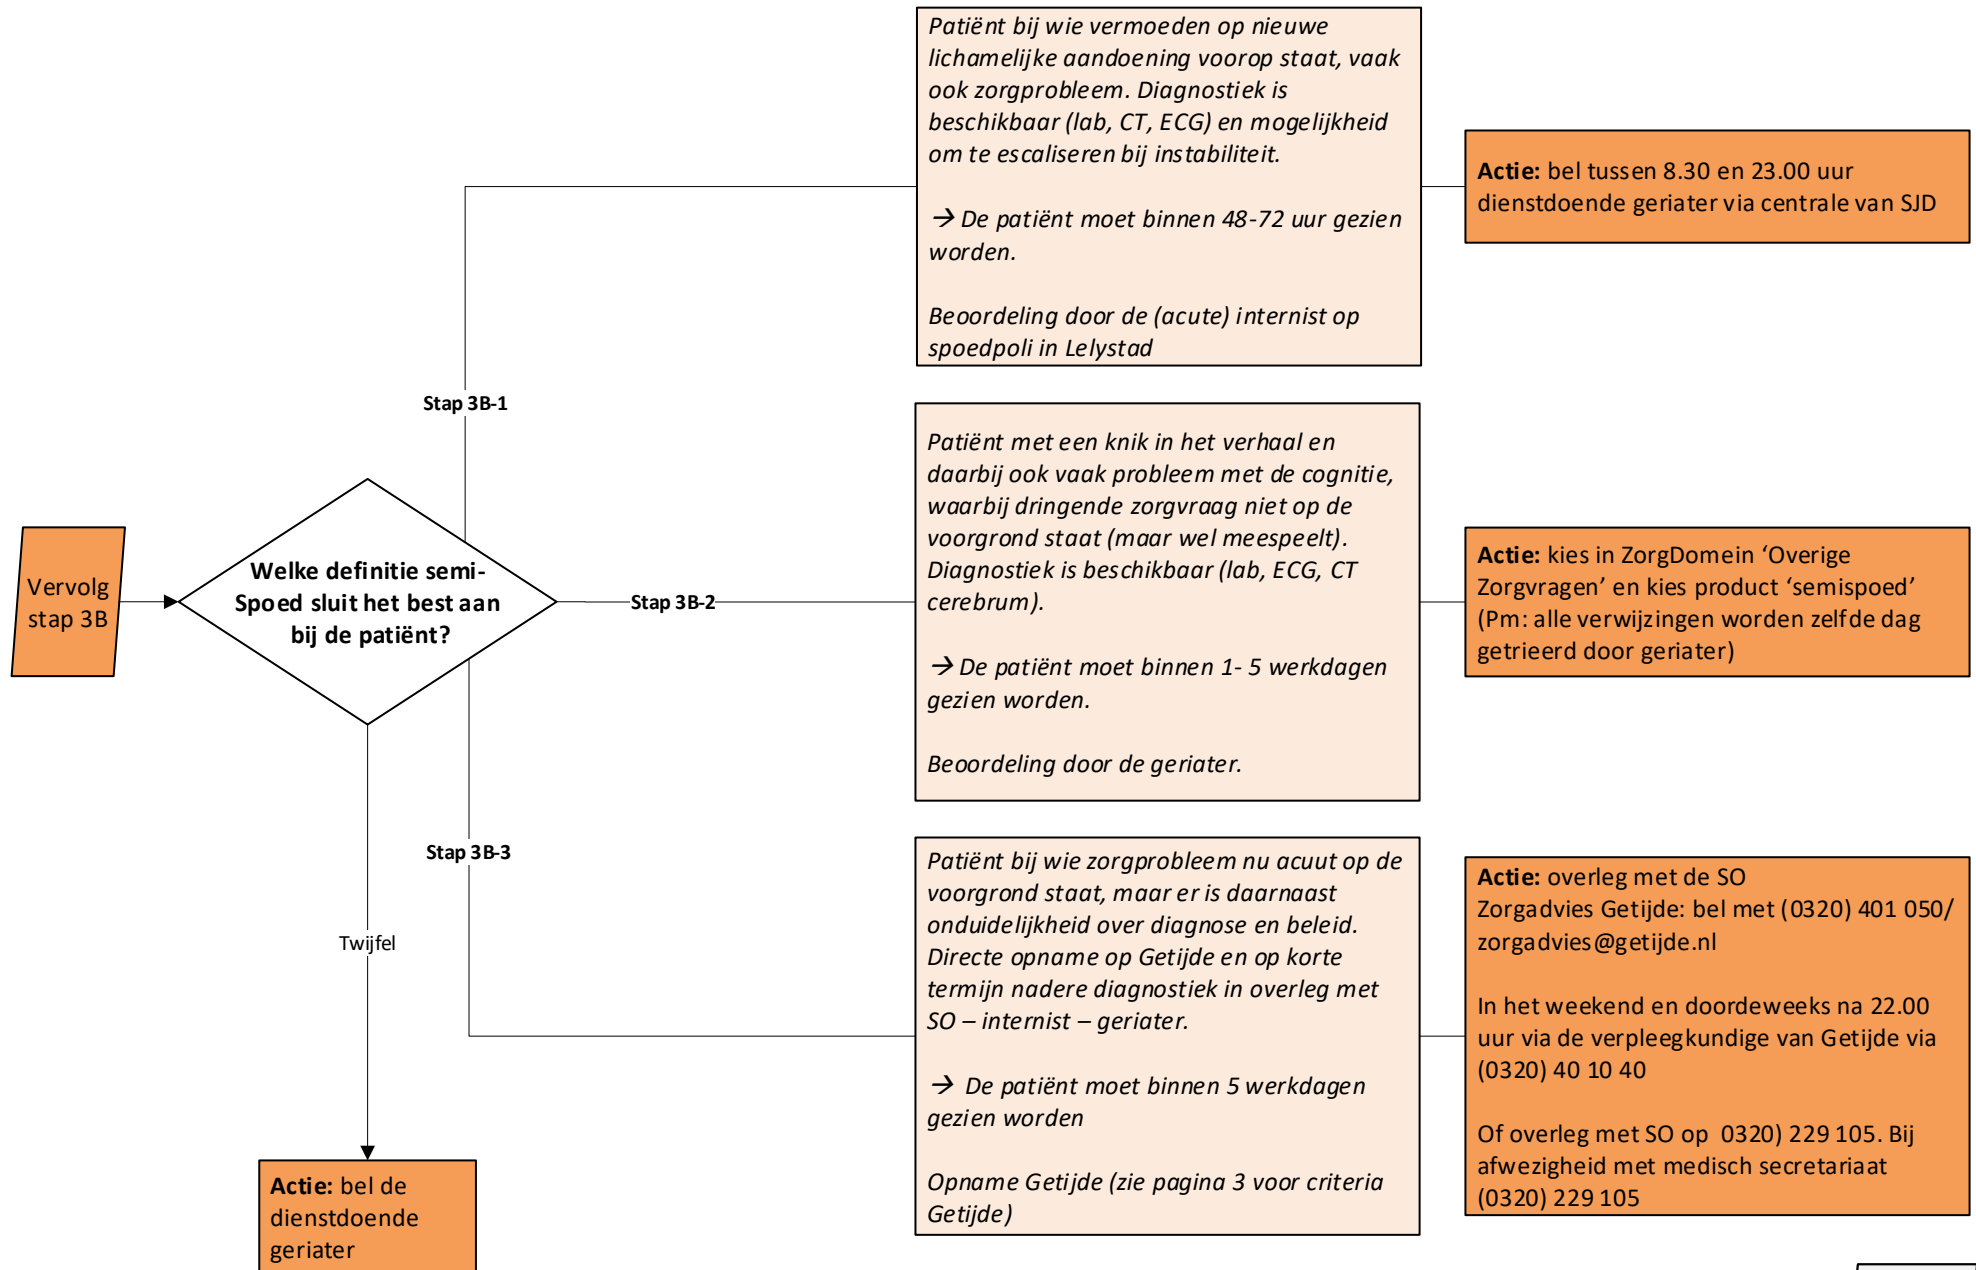 Vervolg
stap 3B
Welke definitie semi-
Spoed sluit het best aan
bij de patiënt?
Stap 3B-1
Patiënt bij wie vermoeden op nieuwe
lichamelijke aandoening voorop staat, vaak
ook zorgprobleem. Diagnostiek is
beschikbaar (lab, CT, ECG) en mogelijkheid
om te escaliseren bij instabiliteit.
→ De patiënt moet binnen 48-72 uur gezien
worden.
Beoordeling door de (acute) internist op
spoedpoli in Lelystad
Actie: bel tussen 8.30 en 23.00 uur
dienstdoende geriater via centrale van SJD
Stap 3B-2
Patiënt met een knik in het verhaal en
daarbij ook vaak probleem met de cognitie,
waarbij dringende zorgvraag niet op de
voorgrond staat (maar wel meespeelt).
Diagnostiek is beschikbaar (lab, ECG, CT
cerebrum).
→ De patiënt moet binnen 1- 5 werkdagen
gezien worden.
Beoordeling door de geriater.
Actie: kies in ZorgDomein ‘Overige
Zorgvragen’ en kies product ‘semispoed’
(Pm: alle verwijzingen worden zelfde dag
getrieerd door geriater)
Stap 3B-3
Patiënt bij wie zorgprobleem nu acuut op de
voorgrond staat, maar er is daarnaast
onduidelijkheid over diagnose en beleid.
Directe opname op Getijde en op korte
termijn nadere diagnostiek in overleg met
SO – internist – geriater.
→ De patiënt moet binnen 5 werkdagen
gezien worden
Opname Getijde (zie pagina 3 voor criteria
Getijde)
Actie: overleg met de SO
Zorgadvies Getijde: bel met (0320) 401 050/
zorgadvies@getijde.nl
In het weekend en doordeweeks na 22.00
uur via de verpleegkundige van Getijde via
(0320) 40 10 40
Of overleg met SO op 0320) 229 105. Bij
afwezigheid met medisch secretariaat
(0320) 229 105
Twijfel
Actie: bel de
dienstdoende
geriater